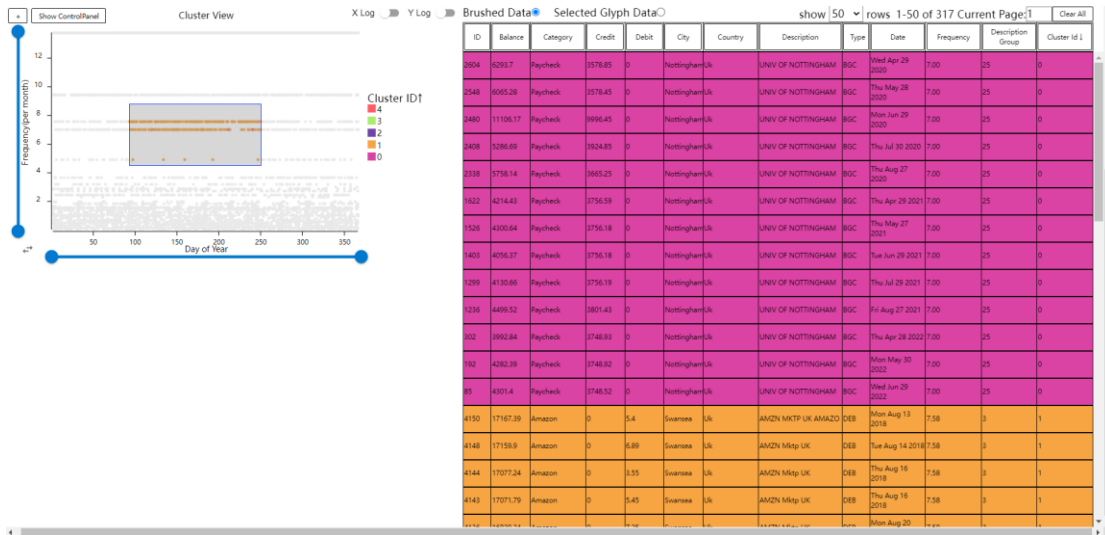 + Show ControlPanel Cluster View X Log Y Log Brushed Data Selected Glyph Data show 50 rows 1-50 of 317 Current Page:1 Clear All
Frequency(per month)
12
10
8
6
4
2
50 100 150 200 250 300 350
Day of Year
Cluster ID↑
4
3
2
1
0
ID Balance Category Credit Debit City Country Description Type Date Frequency Description Group Cluster Id ↓
2604 6293.7 Paycheck 3578.85 0 Nottingham Uk UNIV OF NOTTINGHAM BGC Wed Apr 29 2020 7.00 25 0
2548 6065.28 Paycheck 3578.45 0 Nottingham Uk UNIV OF NOTTINGHAM BGC Thu May 28 2020 7.00 25 0
2480 11106.17 Paycheck 9996.45 0 Nottingham Uk UNIV OF NOTTINGHAM BGC Mon Jun 29 2020 7.00 25 0
2408 5286.69 Paycheck 3924.85 0 Nottingham Uk UNIV OF NOTTINGHAM BGC Thu Jul 30 2020 7.00 25 0
2338 5758.14 Paycheck 3665.25 0 Nottingham Uk UNIV OF NOTTINGHAM BGC Thu Aug 27 2020 7.00 25 0
1622 4214.43 Paycheck 3756.59 0 Nottingham Uk UNIV OF NOTTINGHAM BGC Thu Apr 29 2021 7.00 25 0
1526 4300.64 Paycheck 3756.18 0 Nottingham Uk UNIV OF NOTTINGHAM BGC Thu May 27 2021 7.00 25 0
1403 4056.37 Paycheck 3756.18 0 Nottingham Uk UNIV OF NOTTINGHAM BGC Tue Jun 29 2021 7.00 25 0
1299 4130.66 Paycheck 3756.19 0 Nottingham Uk UNIV OF NOTTINGHAM BGC Thu Jul 29 2021 7.00 25 0
1236 4499.52 Paycheck 3801.43 0 Nottingham Uk UNIV OF NOTTINGHAM BGC Fri Aug 27 2021 7.00 25 0
302 3992.84 Paycheck 3748.93 0 Nottingham Uk UNIV OF NOTTINGHAM BGC Thu Apr 28 2022 7.00 25 0
192 4282.39 Paycheck 3748.92 0 Nottingham Uk UNIV OF NOTTINGHAM BGC Mon May 30 2022 7.00 25 0
85 4301.4 Paycheck 3748.52 0 Nottingham Uk UNIV OF NOTTINGHAM BGC Wed Jun 29 2022 7.00 25 0
4150 17167.39 Amazon 0 5.4 Swansea Uk AMZN MKTP UK AMAZO DEB Mon Aug 13 2018 7.58 3 1
4148 17159.9 Amazon 0 6.89 Swansea Uk AMZN Mktp UK DEB Tue Aug 14 2018 7.58 3 1
4144 17077.24 Amazon 0 3.55 Swansea Uk AMZN Mktp UK DEB Thu Aug 16 2018 7.58 3 1
4143 17071.79 Amazon 0 5.45 Swansea Uk AMZN Mktp UK DEB Thu Aug 16 2018 7.58 3 1
Mon Aug 20